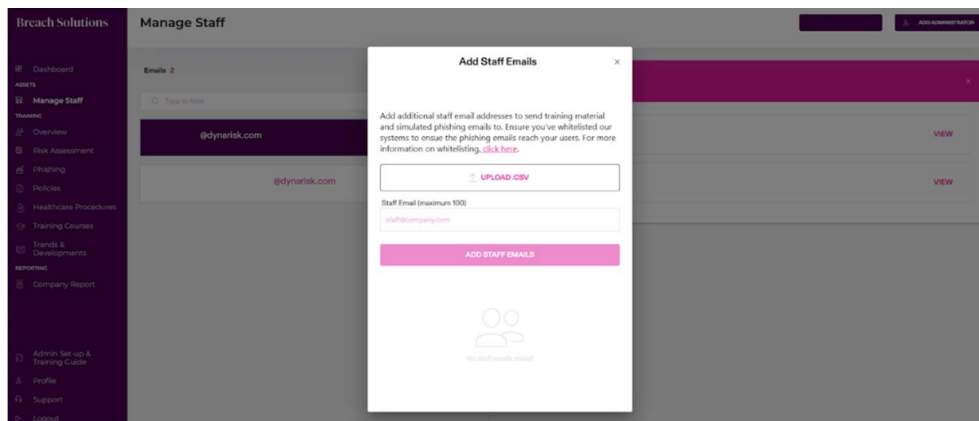 Breach Solutions
Manage Staff
ADD ADMINISTRATOR
Dashboard
ASSETS
Manage Staff
TRAINING
Overview
Risk Assessment
Phishing
Policies
Healthcare Procedures
Training Courses
Trends &
Developments
REPORTING
Company Report
Admin Set-up &
Training Guide
Profile
Support
Logout
Emails 2
Type to filter
@dynarisk.com
VIEW
@dynarisk.com
VIEW
Add Staff Emails
×
Add additional staff email addresses to send training material
and simulated phishing emails to. Ensure you've whitelisted our
systems to ensue the phishing emails reach your users. For more
information on whitelisting, click here.
UPLOAD .CSV
Staff Email (maximum 100)
staff@company.com
ADD STAFF EMAILS
No staff emails added